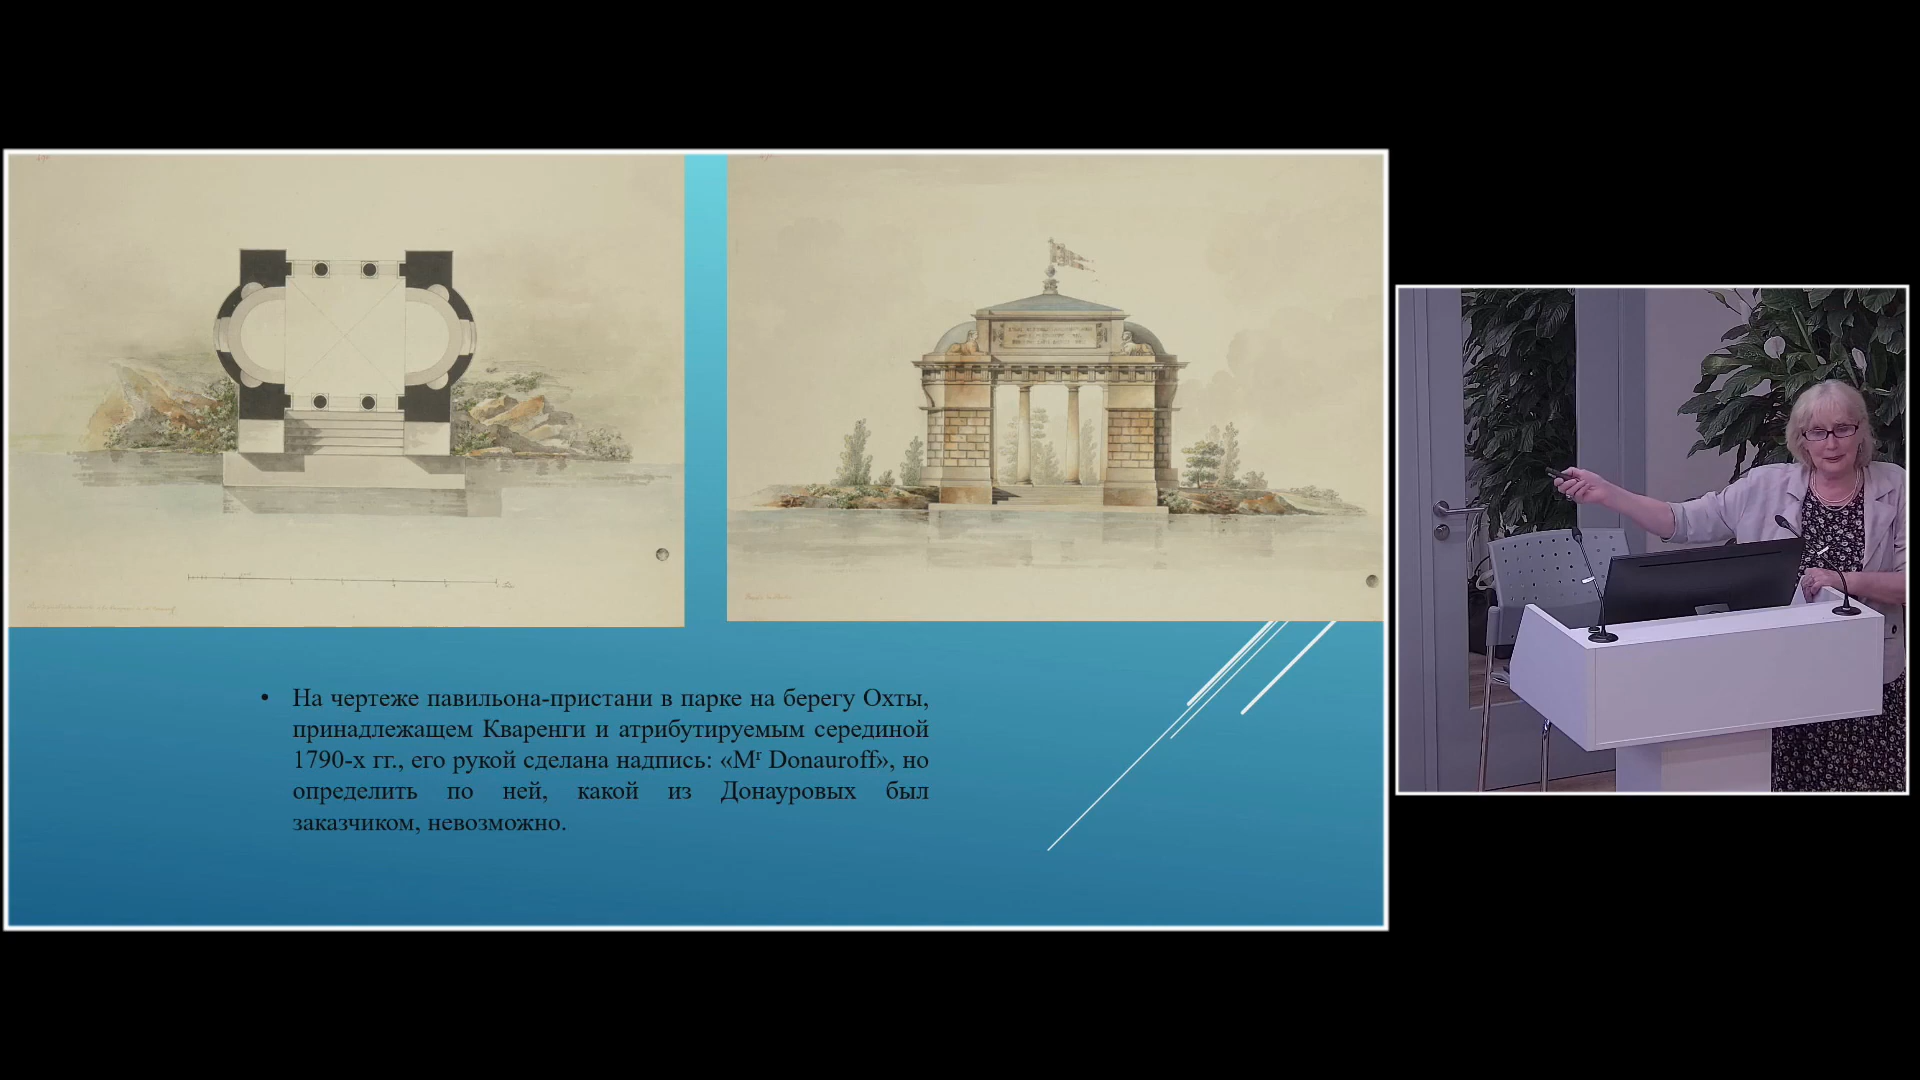 • На чертеже павильона-пристани в парке на берегу Охты,
принадлежащем Кваренги и атрибутируемым серединой
1790-х гг., его рукой сделана надпись: «Mʳ Donauroff», но
определить по ней, какой из Донауровых был
заказчиком, невозможно.